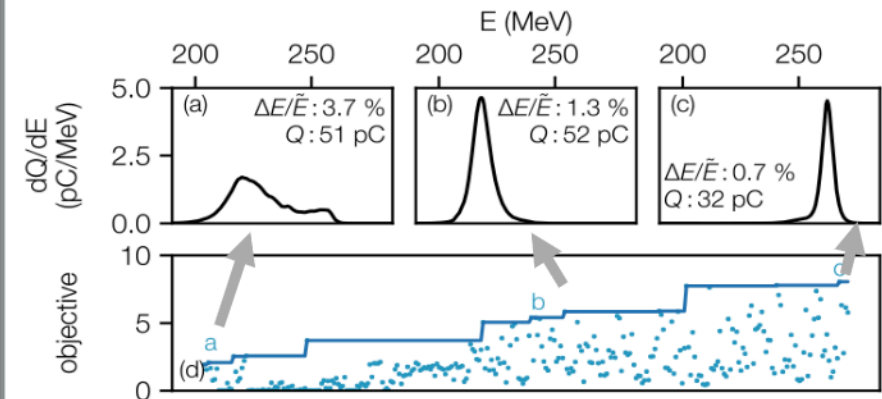 E (MeV)
200 250 200 250 200 250
dQ/dE
(pC/MeV)
5.0
2.5
0.0
(a) ΔE/Ẽ : 3.7 %
Q : 51 pC
(b) ΔE/Ẽ : 1.3 %
Q : 52 pC
(c)
ΔE/Ẽ : 0.7 %
Q : 32 pC
objective
10
5
0
a
b
c
(d)